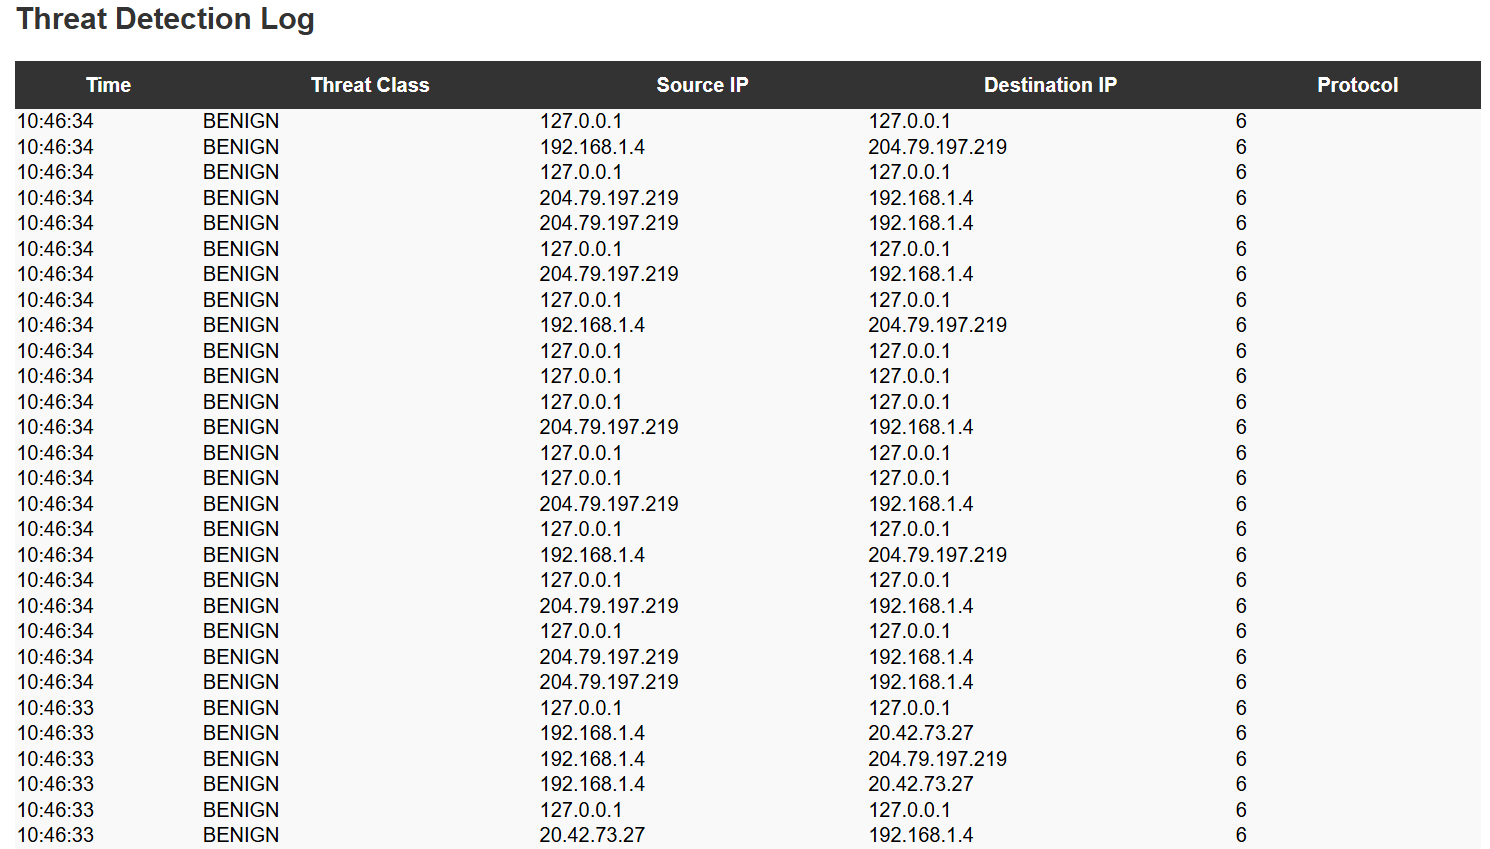 Threat Detection Log
Time Threat Class Source IP Destination IP Protocol
10:46:34 BENIGN 127.0.0.1 127.0.0.1 6
10:46:34 BENIGN 192.168.1.4 204.79.197.219 6
10:46:34 BENIGN 127.0.0.1 127.0.0.1 6
10:46:34 BENIGN 204.79.197.219 192.168.1.4 6
10:46:34 BENIGN 204.79.197.219 192.168.1.4 6
10:46:34 BENIGN 127.0.0.1 127.0.0.1 6
10:46:34 BENIGN 204.79.197.219 192.168.1.4 6
10:46:34 BENIGN 127.0.0.1 127.0.0.1 6
10:46:34 BENIGN 192.168.1.4 204.79.197.219 6
10:46:34 BENIGN 127.0.0.1 127.0.0.1 6
10:46:34 BENIGN 127.0.0.1 127.0.0.1 6
10:46:34 BENIGN 127.0.0.1 127.0.0.1 6
10:46:34 BENIGN 204.79.197.219 192.168.1.4 6
10:46:34 BENIGN 127.0.0.1 127.0.0.1 6
10:46:34 BENIGN 127.0.0.1 127.0.0.1 6
10:46:34 BENIGN 204.79.197.219 192.168.1.4 6
10:46:34 BENIGN 127.0.0.1 127.0.0.1 6
10:46:34 BENIGN 192.168.1.4 204.79.197.219 6
10:46:34 BENIGN 127.0.0.1 127.0.0.1 6
10:46:34 BENIGN 204.79.197.219 192.168.1.4 6
10:46:34 BENIGN 127.0.0.1 127.0.0.1 6
10:46:34 BENIGN 204.79.197.219 192.168.1.4 6
10:46:34 BENIGN 204.79.197.219 192.168.1.4 6
10:46:33 BENIGN 127.0.0.1 127.0.0.1 6
10:46:33 BENIGN 192.168.1.4 20.42.73.27 6
10:46:33 BENIGN 192.168.1.4 204.79.197.219 6
10:46:33 BENIGN 192.168.1.4 20.42.73.27 6
10:46:33 BENIGN 127.0.0.1 127.0.0.1 6
10:46:33 BENIGN 20.42.73.27 192.168.1.4 6